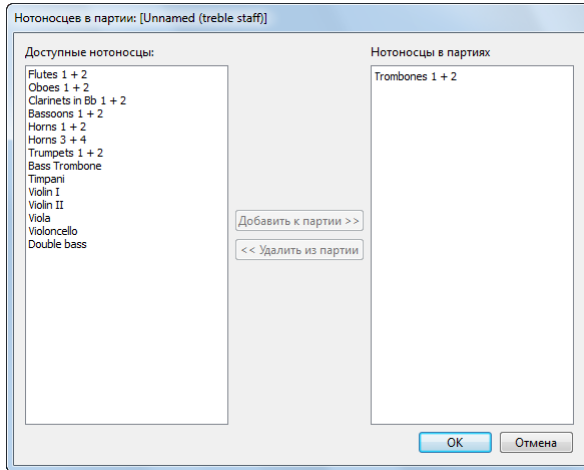 Нотоносцев в партии: [Unnamed (treble staff)]
Доступные нотоносцы:
Flutes 1 + 2
Oboes 1 + 2
Clarinets in Bb 1 + 2
Bassoons 1 + 2
Horns 1 + 2
Horns 3 + 4
Trumpets 1 + 2
Bass Trombone
Timpani
Violin I
Violin II
Viola
Violoncello
Double bass
Добавить к партии >>
<< Удалить из партии
Нотоносцы в партиях
Trombones 1 + 2
OK
Отмена